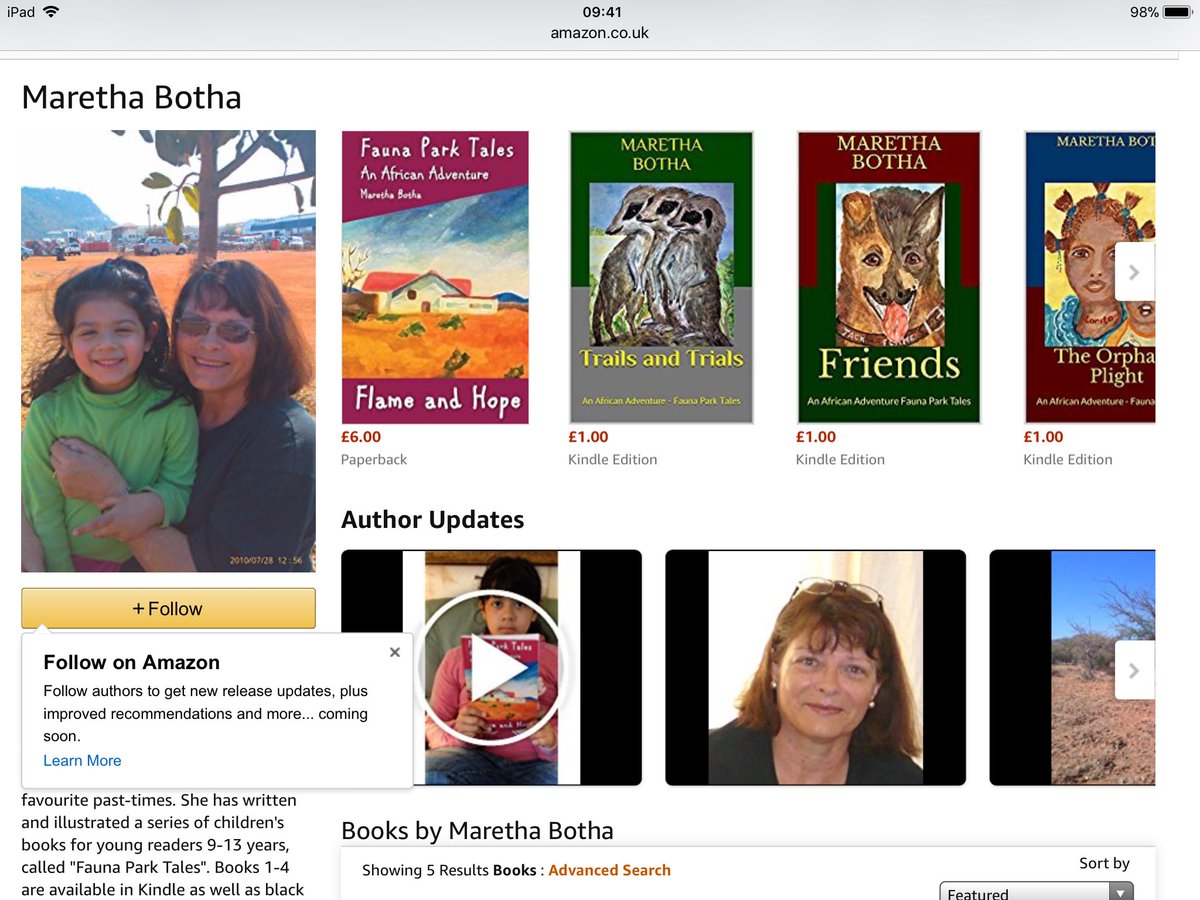 iPad
09:41
98%
amazon.co.uk
Maretha Botha
Fauna Park Tales
An African Adventure
Maretha Botha
Flame and Hope
£6.00
Paperback
MARETHA
BOTHA
Trails and Trials
An African Adventure - Fauna Park Tales
£1.00
Kindle Edition
MARETHA
BOTHA
JACK
Friends
An African Adventure Fauna Park Tales
£1.00
Kindle Edition
MARETHA BOT
The Orpha
Plight
An African Adventure - Fauna
£1.00
Kindle Edition
2010/07/28 12:56
+ Follow
Follow on Amazon
Follow authors to get new release updates, plus
improved recommendations and more... coming
soon.
Learn More
favourite past-times. She has written
and illustrated a series of children's
books for young readers 9-13 years,
called "Fauna Park Tales". Books 1-4
are available in Kindle as well as black
Author Updates
Park Tales
Books by Maretha Botha
Showing 5 Results Books : Advanced Search
Sort by
Featured